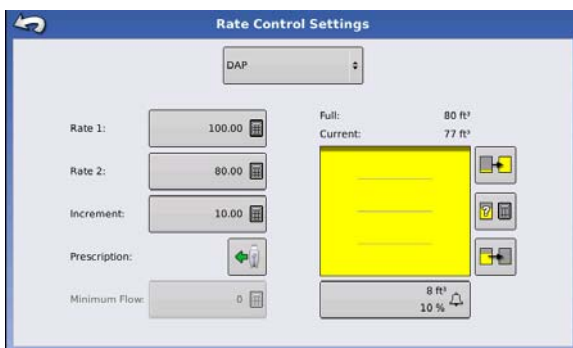 Rate Control Settings
DAP
Rate 1: 100.00
Rate 2: 80.00
Increment: 10.00
Prescription:
Minimum Flow: 0
Full: 80 ft³
Current: 77 ft³
?
8 ft³
10 %